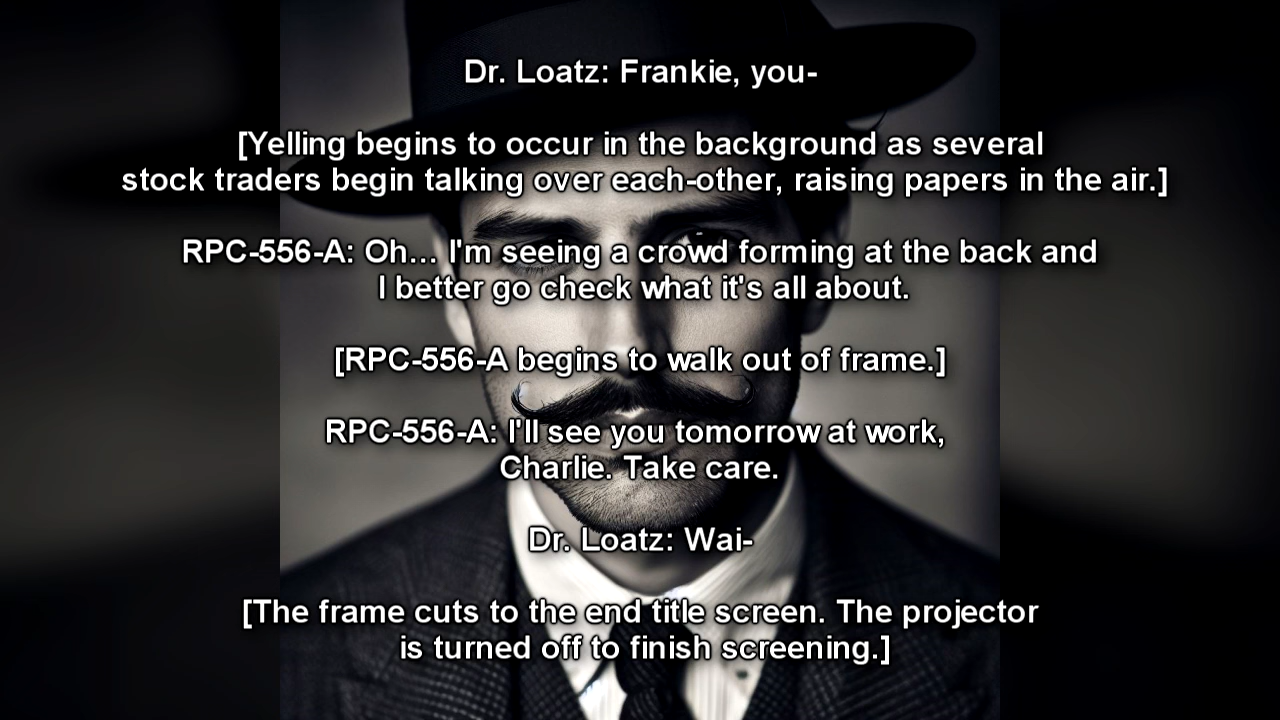 Dr. Loatz: Frankie, you-
[Yelling begins to occur in the background as several
stock traders begin talking over each-other, raising papers in the air.]
RPC-556-A: Oh... I'm seeing a crowd forming at the back and
I better go check what it's all about.
[RPC-556-A begins to walk out of frame.]
RPC-556-A: I'll see you tomorrow at work,
Charlie. Take care.
Dr. Loatz: Wai-
[The frame cuts to the end title screen. The projector
is turned off to finish screening.]